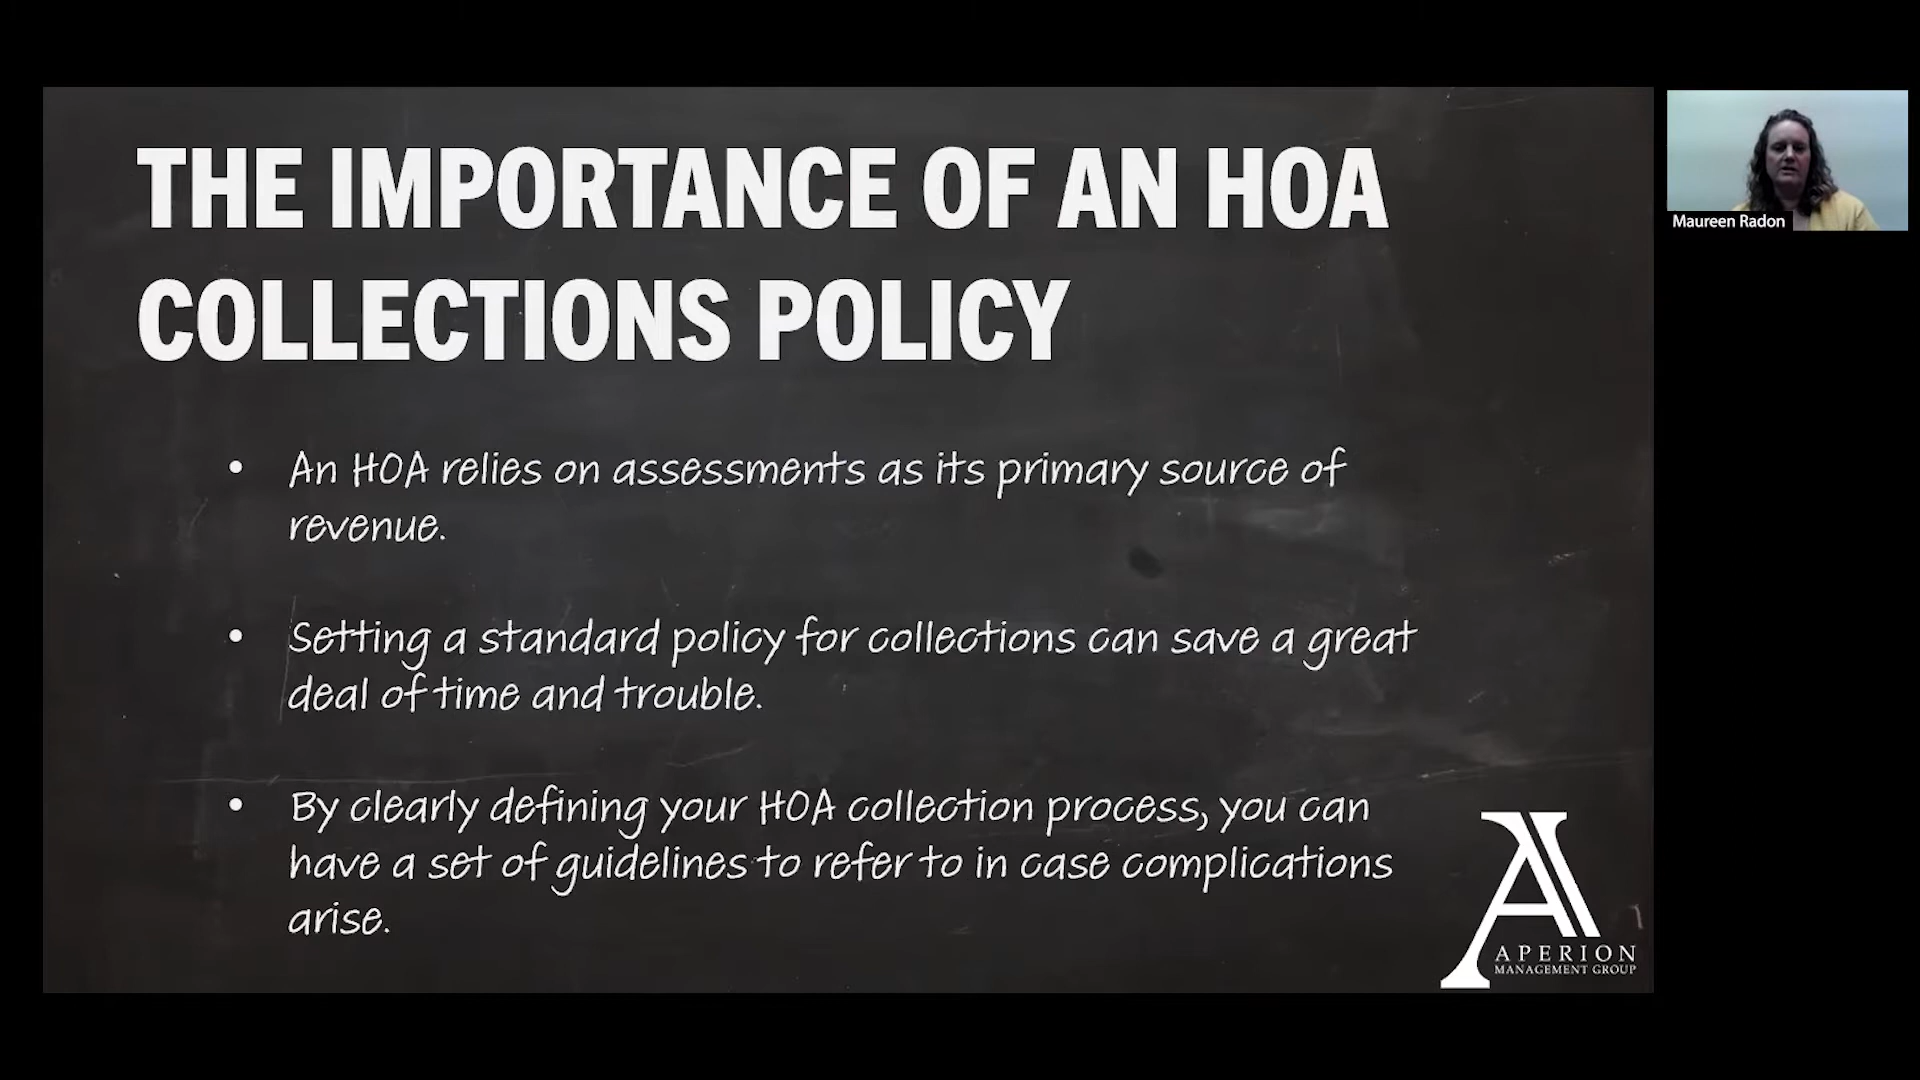 THE IMPORTANCE OF AN HOA
COLLECTIONS POLICY
• An HOA relies on assessments as its primary source of
revenue.
• Setting a standard policy for collections can save a great
deal of time and trouble.
• By clearly defining your HOA collection process, you can
have a set of guidelines to refer to in case complications
arise.
APERION
MANAGEMENT GROUP
Maureen Radon